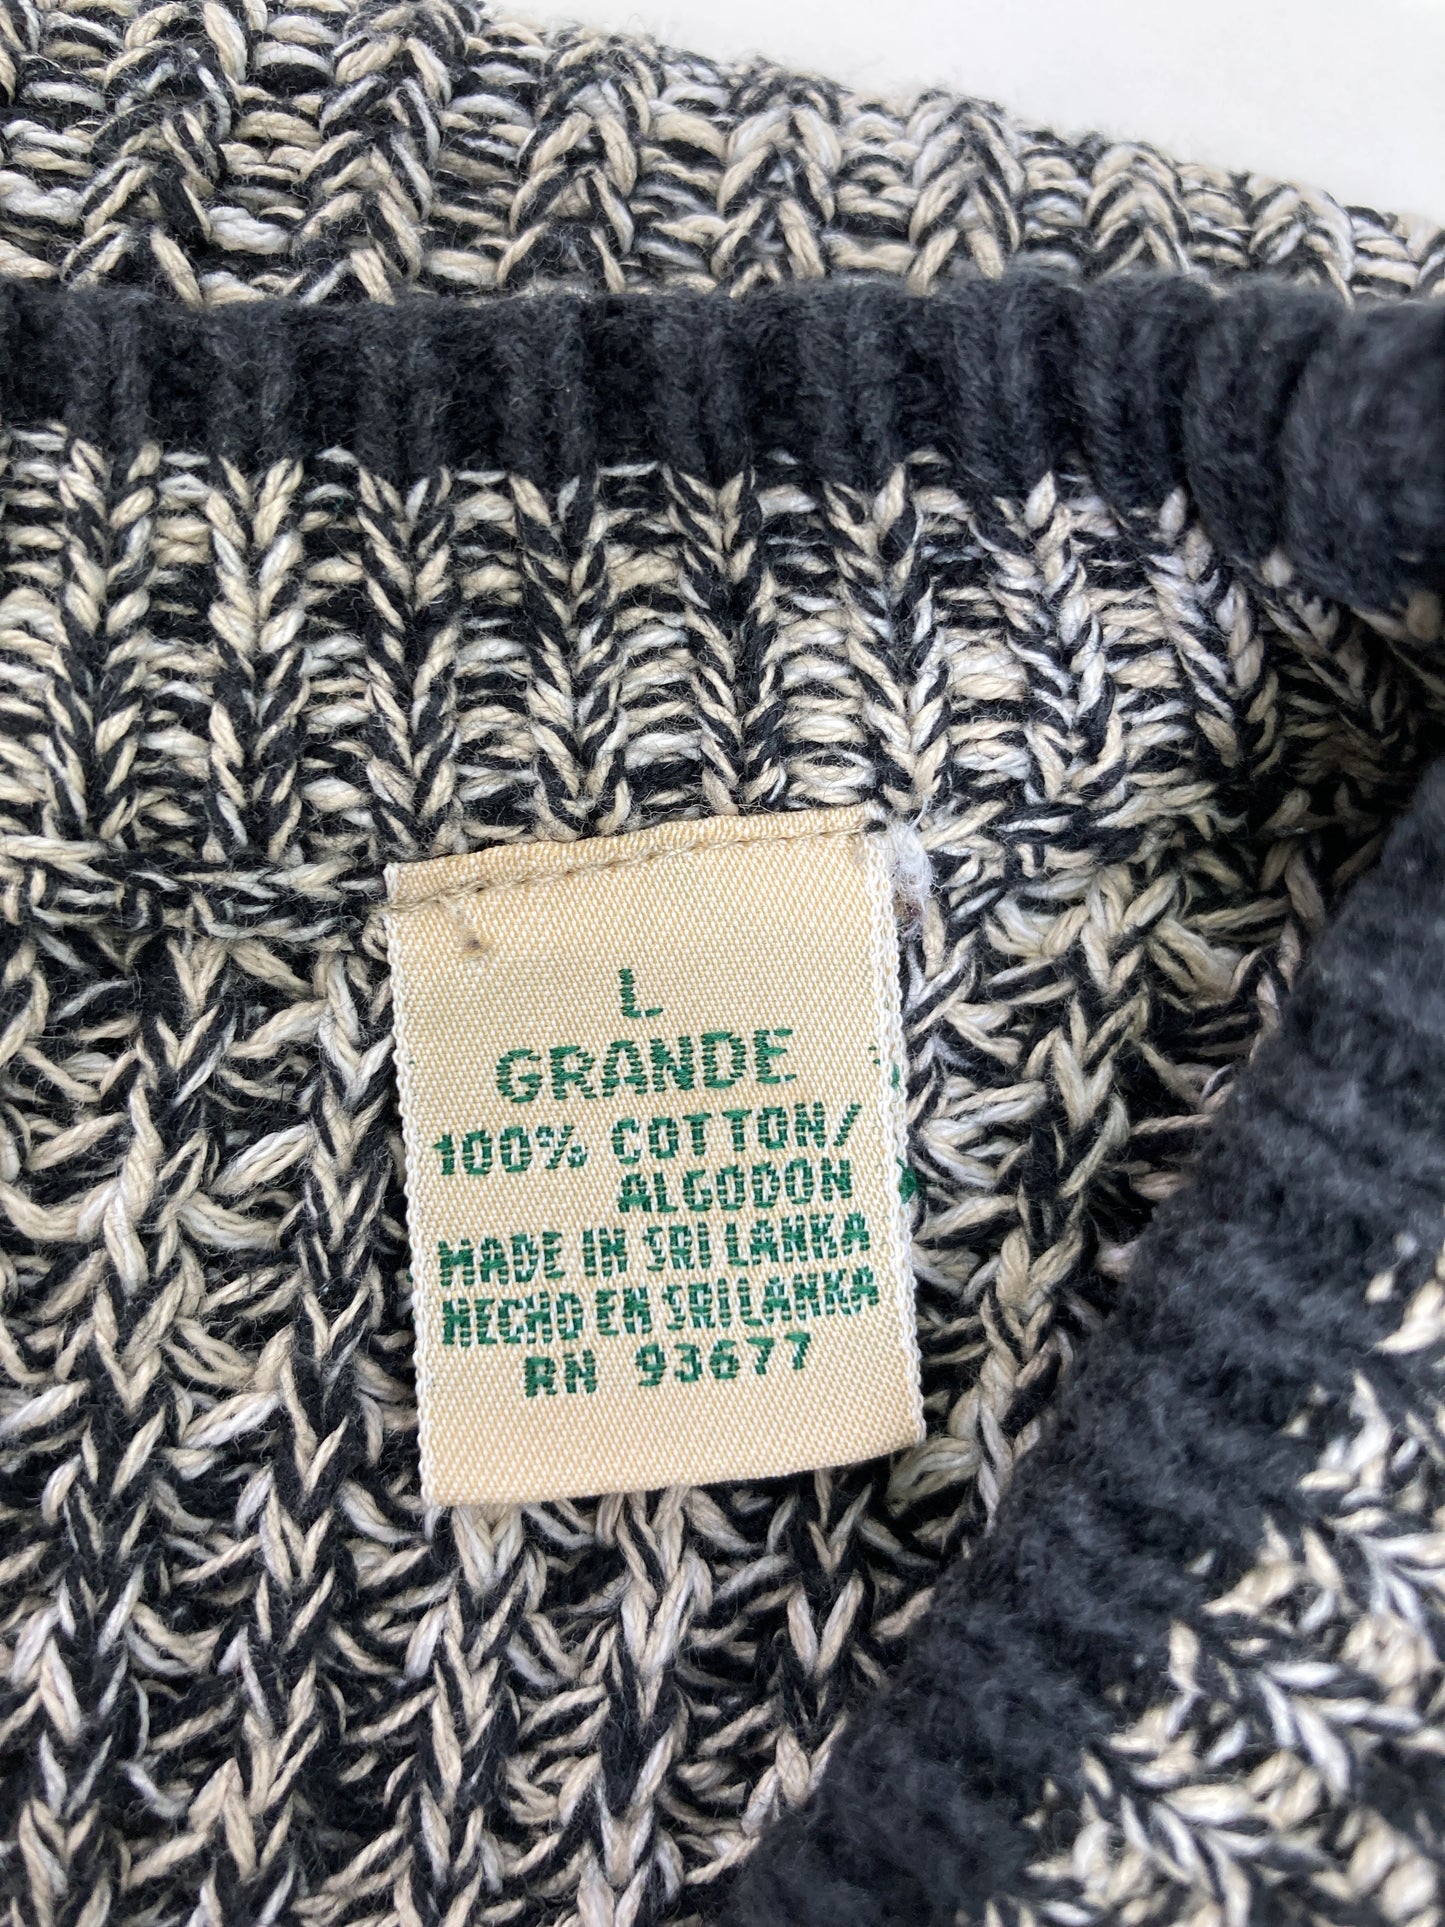 L
GRANDE
100% COTTON/
ALGODON
MADE IN SRI LANKA
HECHO EN SRI LANKA
RN 93677